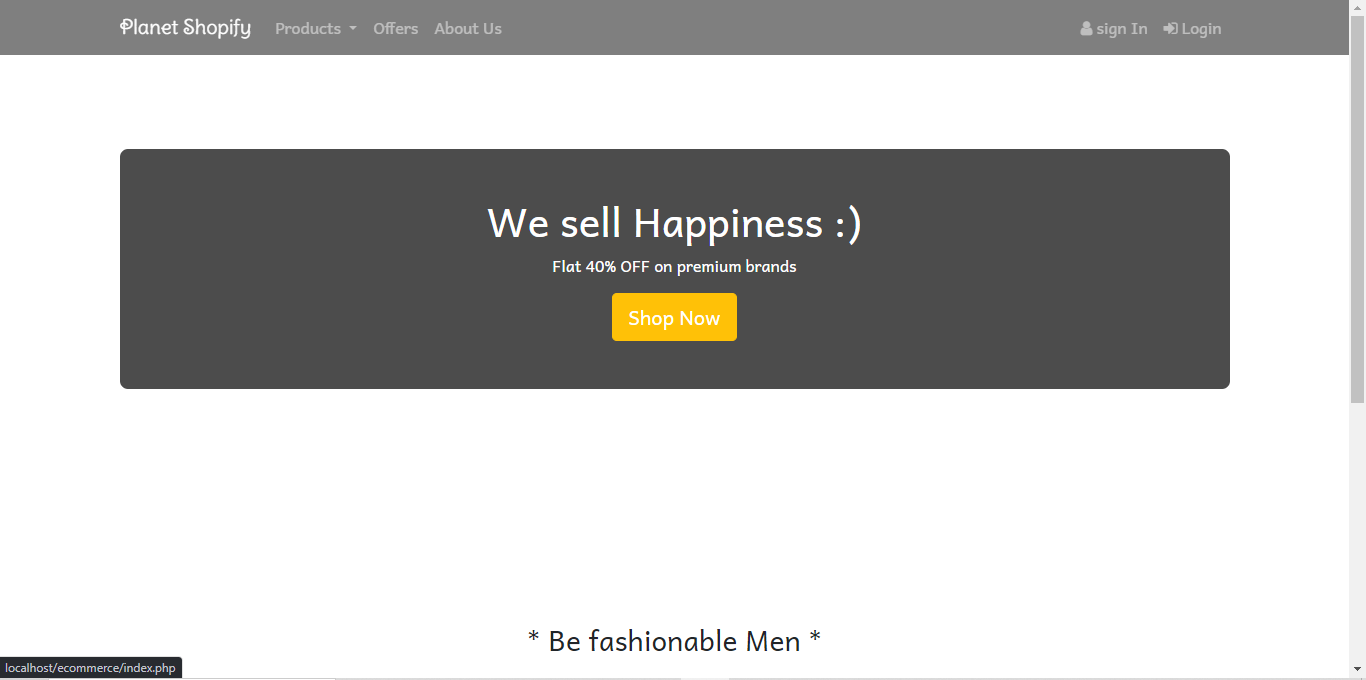 Planet Shopify Products Offers About Us sign In Login
We sell Happiness :)
Flat 40% OFF on premium brands
Shop Now
* Be fashionable Men *
localhost/ecommerce/index.php